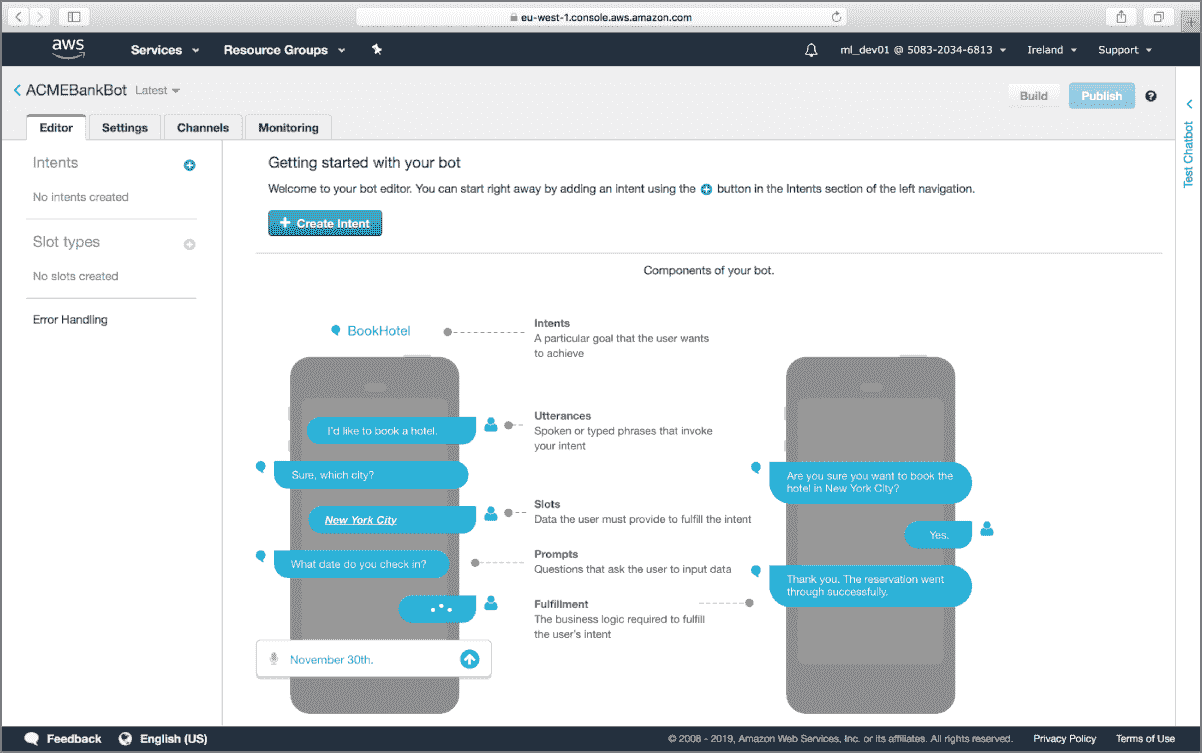 eu-west-1.console.aws.amazon.com
aws Services Resource Groups ml_dev01 @ 5083-2034-6813 Ireland Support
ACMEBankBot Latest
Build Publish
Test Chatbot
Editor Settings Channels Monitoring
Intents
No intents created
Slot types
No slots created
Error Handling
Getting started with your bot
Welcome to your bot editor. You can start right away by adding an intent using the button in the Intents section of the left navigation.
+ Create Intent
Components of your bot.
BookHotel
I'd like to book a hotel.
Sure, which city?
New York City
What date do you check in?
November 30th.
Intents
A particular goal that the user wants
to achieve
Utterances
Spoken or typed phrases that invoke
your intent
Slots
Data the user must provide to fulfill the intent
Prompts
Questions that ask the user to input data
Fulfillment
The business logic required to fulfill
the user's intent
Are you sure you want to book the
hotel in New York City?
Yes.
Thank you. The reservation went
through successfully.
Feedback English (US) © 2008 - 2019, Amazon Web Services, Inc. or its affiliates. All rights reserved. Privacy Policy Terms of Use